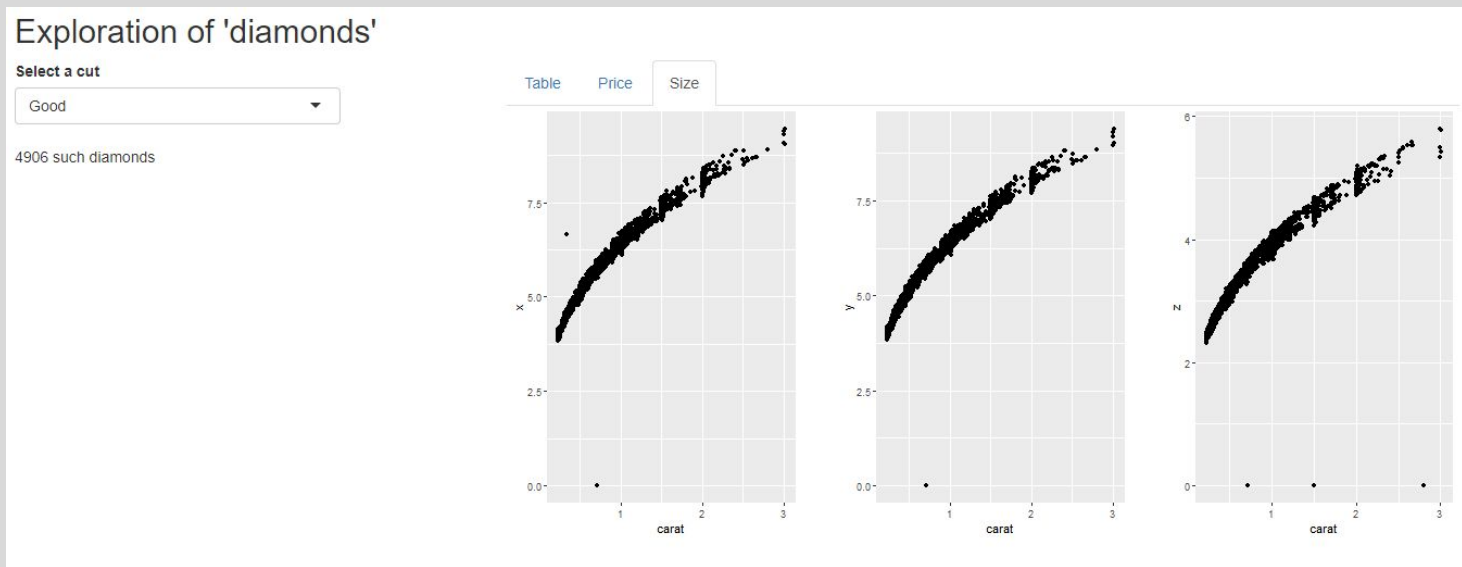 Exploration of 'diamonds'
Select a cut
Good
4906 such diamonds
Table Price Size
7.5
5.0
2.5
0.0
x
1 2 3
carat
7.5
5.0
2.5
0.0
y
1 2 3
carat
6
4
2
0
z
1 2 3
carat